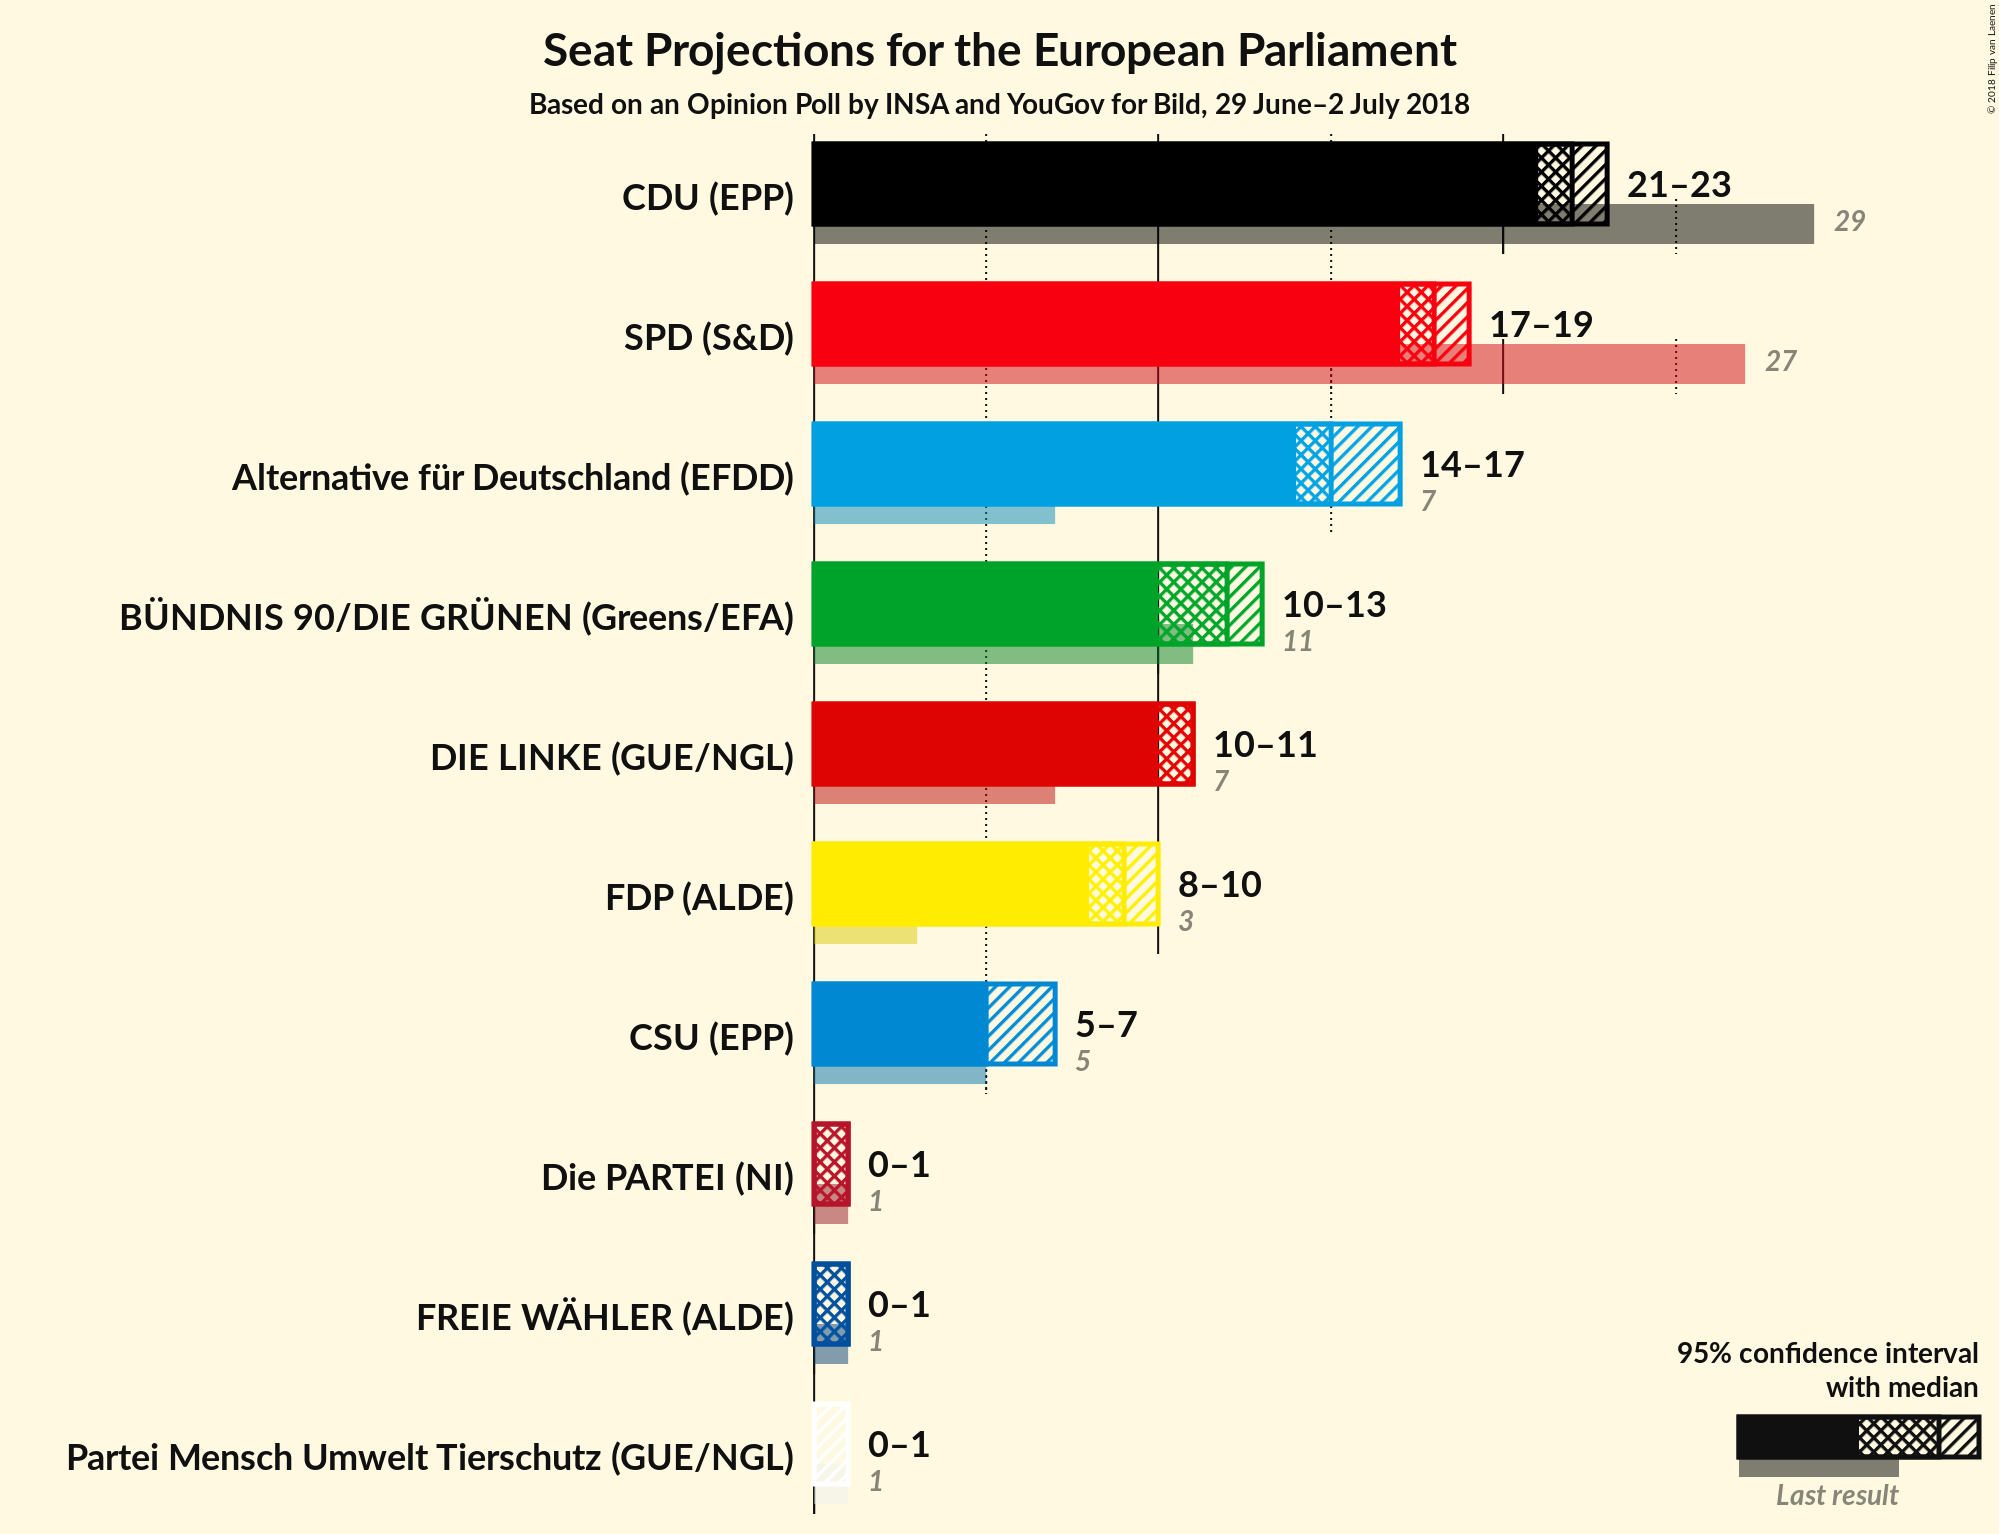 Seat Projections for the European Parliament
Based on an Opinion Poll by INSA and YouGov for Bild, 29 June–2 July 2018
© 2018 Filip van Laenen
CDU (EPP)
21–23
29
SPD (S&D)
17–19
27
Alternative für Deutschland (EFDD)
14–17
7
BÜNDNIS 90/DIE GRÜNEN (Greens/EFA)
10–13
11
DIE LINKE (GUE/NGL)
10–11
7
FDP (ALDE)
8–10
3
CSU (EPP)
5–7
5
Die PARTEI (NI)
0–1
1
FREIE WÄHLER (ALDE)
0–1
1
Partei Mensch Umwelt Tierschutz (GUE/NGL)
0–1
1
95% confidence interval
with median
Last result